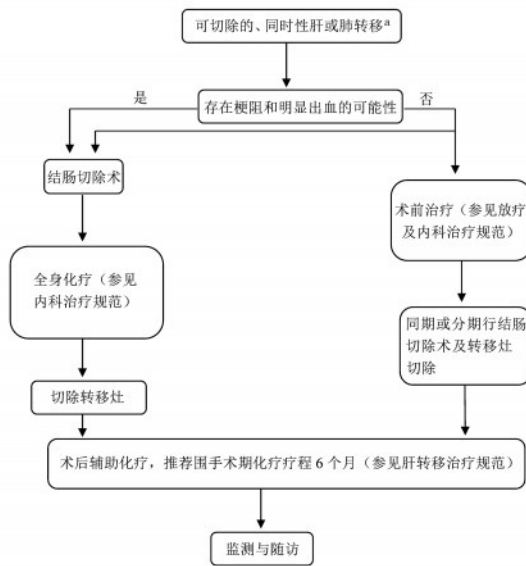 可切除的、同时性肝或肺转移a
是
否
存在梗阻和明显出血的可能性
结肠切除术
术前治疗（参见放疗
及内科治疗规范）
全身化疗（参见
内科治疗规范）
同期或分期行结肠
切除术及转移灶
切除
切除转移灶
术后辅助化疗，推荐围手术期化疗疗程 6 个月（参见肝转移治疗规范）
监测与随访